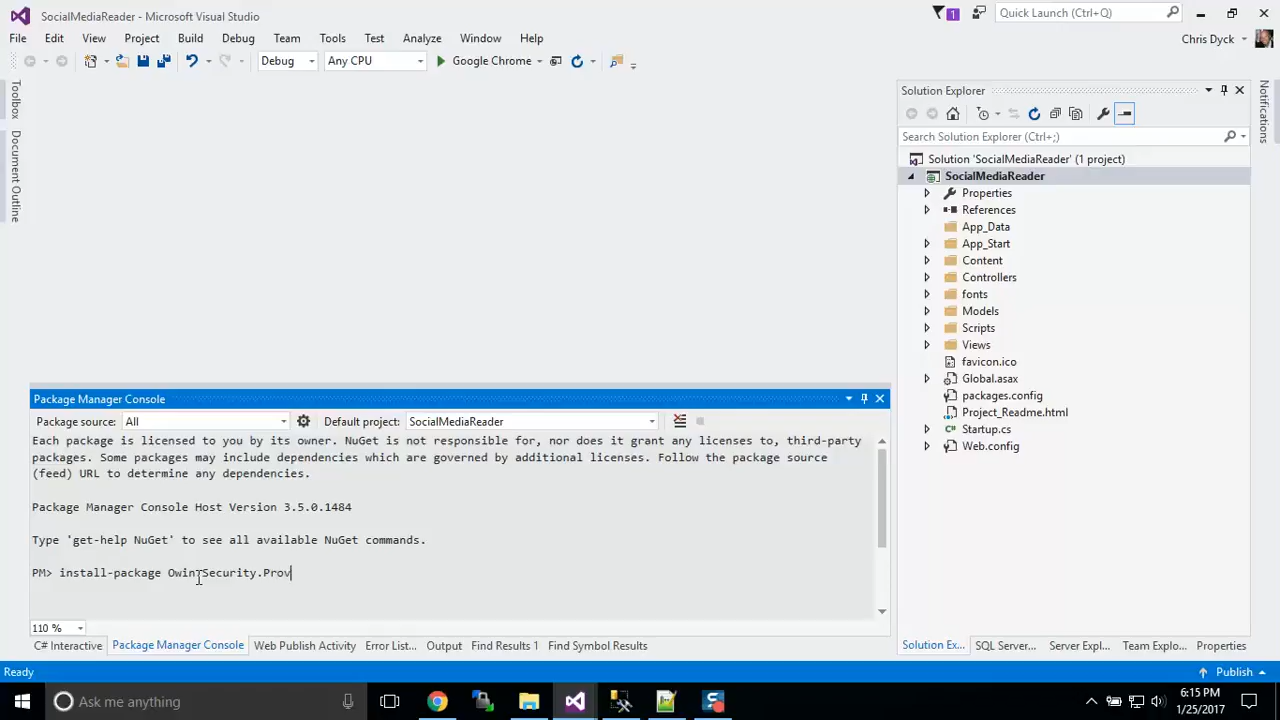 SocialMediaReader - Microsoft Visual Studio
1
Quick Launch (Ctrl+Q)
File Edit View Project Build Debug Team Tools Test Analyze Window Help
Chris Dyck
Debug Any CPU Google Chrome
Toolbox
Document Outline
Solution Explorer
Search Solution Explorer (Ctrl+;)
Solution 'SocialMediaReader' (1 project)
SocialMediaReader
Properties
References
App_Data
App_Start
Content
Controllers
fonts
Models
Scripts
Views
favicon.ico
Global.asax
packages.config
Project_Readme.html
Startup.cs
Web.config
Notifications
Package Manager Console
Package source: All Default project: SocialMediaReader
Each package is licensed to you by its owner. NuGet is not responsible for, nor does it grant any licenses to, third-party
packages. Some packages may include dependencies which are governed by additional licenses. Follow the package source
(feed) URL to determine any dependencies.
Package Manager Console Host Version 3.5.0.1484
Type 'get-help NuGet' to see all available NuGet commands.
PM> install-package Owin.Security.Prov
110 %
C# Interactive Package Manager Console Web Publish Activity Error List... Output Find Results 1 Find Symbol Results
Solution Ex... SQL Server... Server Expl... Team Explo... Properties
Ready
Publish
Ask me anything
6:15 PM
1/25/2017